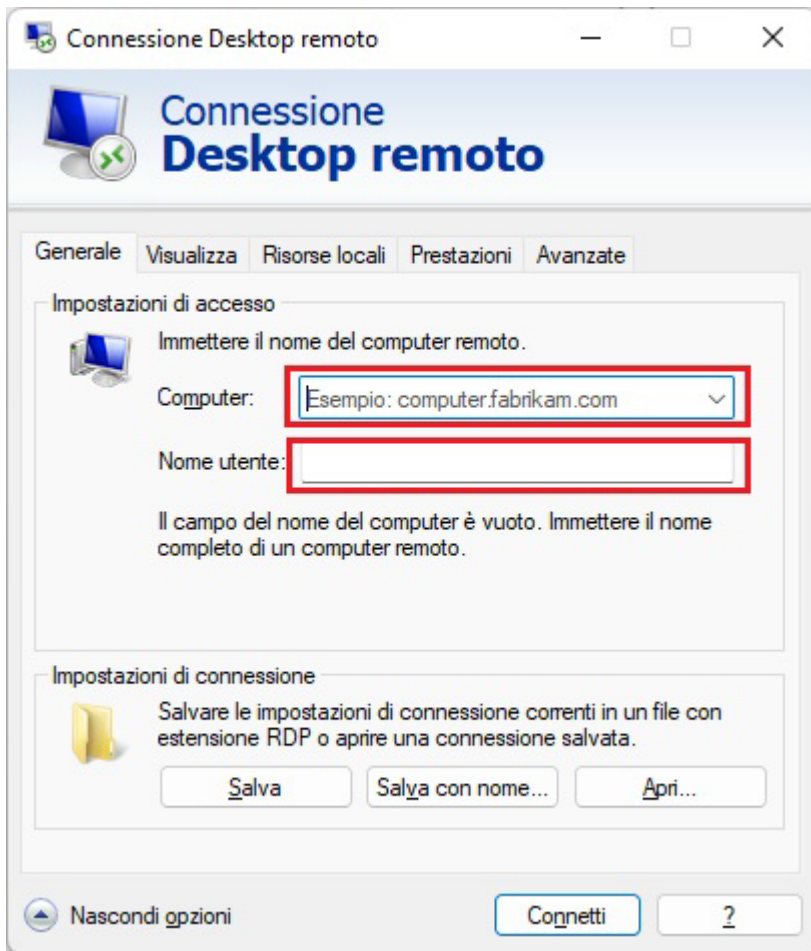 Connessione Desktop remoto
Connessione
Desktop remoto
Generale Visualizza Risorse locali Prestazioni Avanzate
Impostazioni di accesso
Immettere il nome del computer remoto.
Computer: Esempio: computer.fabrikam.com
Nome utente:
Il campo del nome del computer è vuoto. Immettere il nome
completo di un computer remoto.
Impostazioni di connessione
Salvare le impostazioni di connessione correnti in un file con
estensione RDP o aprire una connessione salvata.
Salva Salva con nome... Apri...
Nascondi opzioni Connetti ?